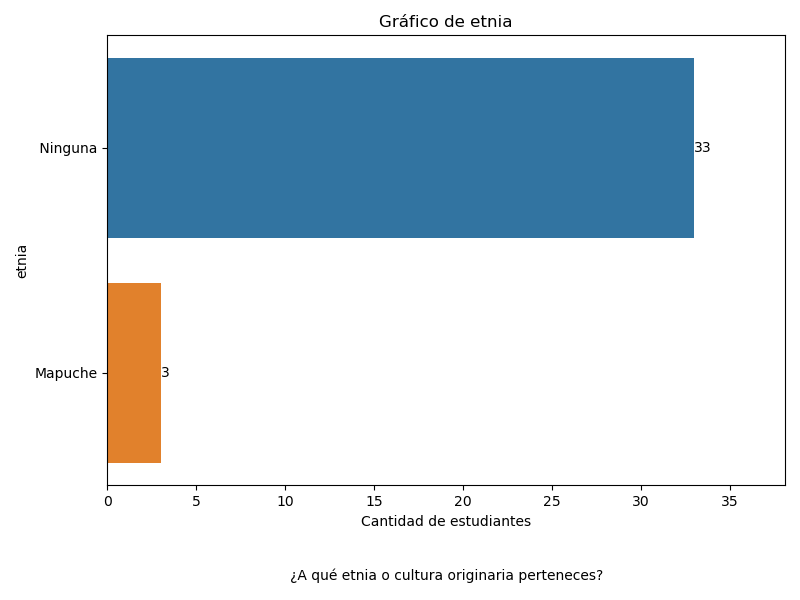 Gráfico de etnia
Ninguna
33
etnia
Mapuche
3
0 5 10 15 20 25 30 35
Cantidad de estudiantes
¿A qué etnia o cultura originaria perteneces?